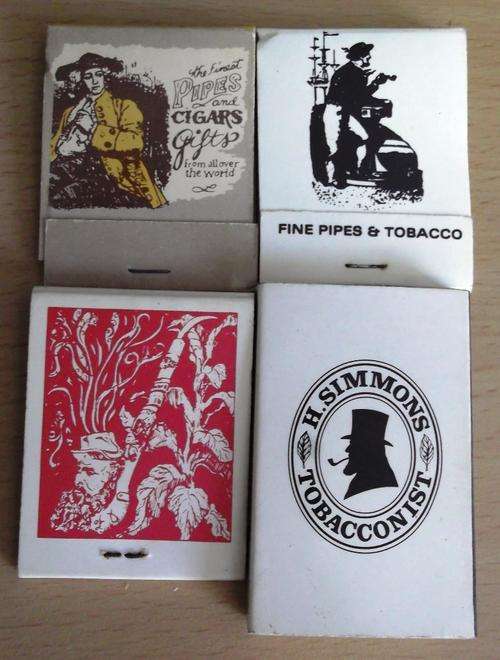 the Finest
PIPES
and
CIGARS
Gifts
from all over
the world
FINE PIPES & TOBACCO
H. SIMMONS
TOBACCONIST